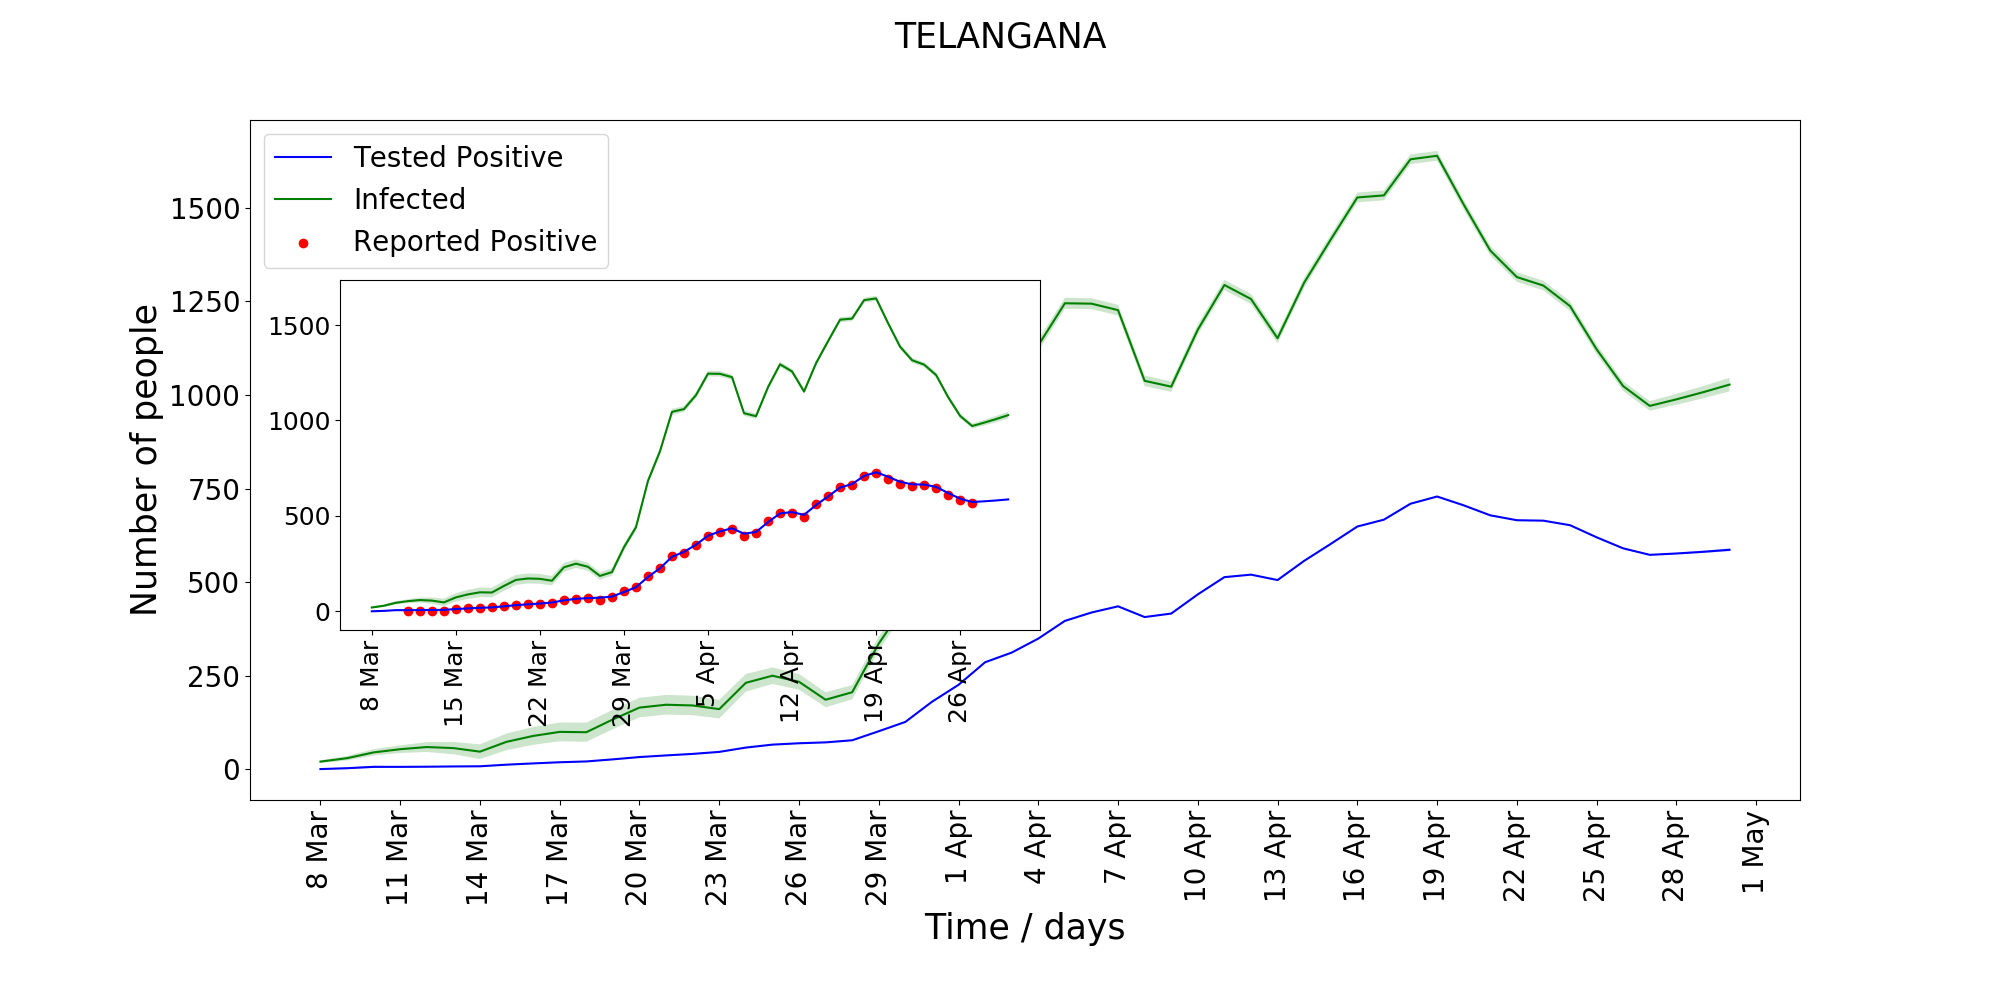 TELANGANA
Tested Positive
Infected
Reported Positive
Number of people
1500
1250
1000
750
500
250
0
1500
1000
500
0
8 Mar
15 Mar
22 Mar
29 Mar
5 Apr
12 Apr
19 Apr
26 Apr
8 Mar
11 Mar
14 Mar
17 Mar
20 Mar
23 Mar
26 Mar
29 Mar
1 Apr
4 Apr
7 Apr
10 Apr
13 Apr
16 Apr
19 Apr
22 Apr
25 Apr
28 Apr
1 May
Time / days